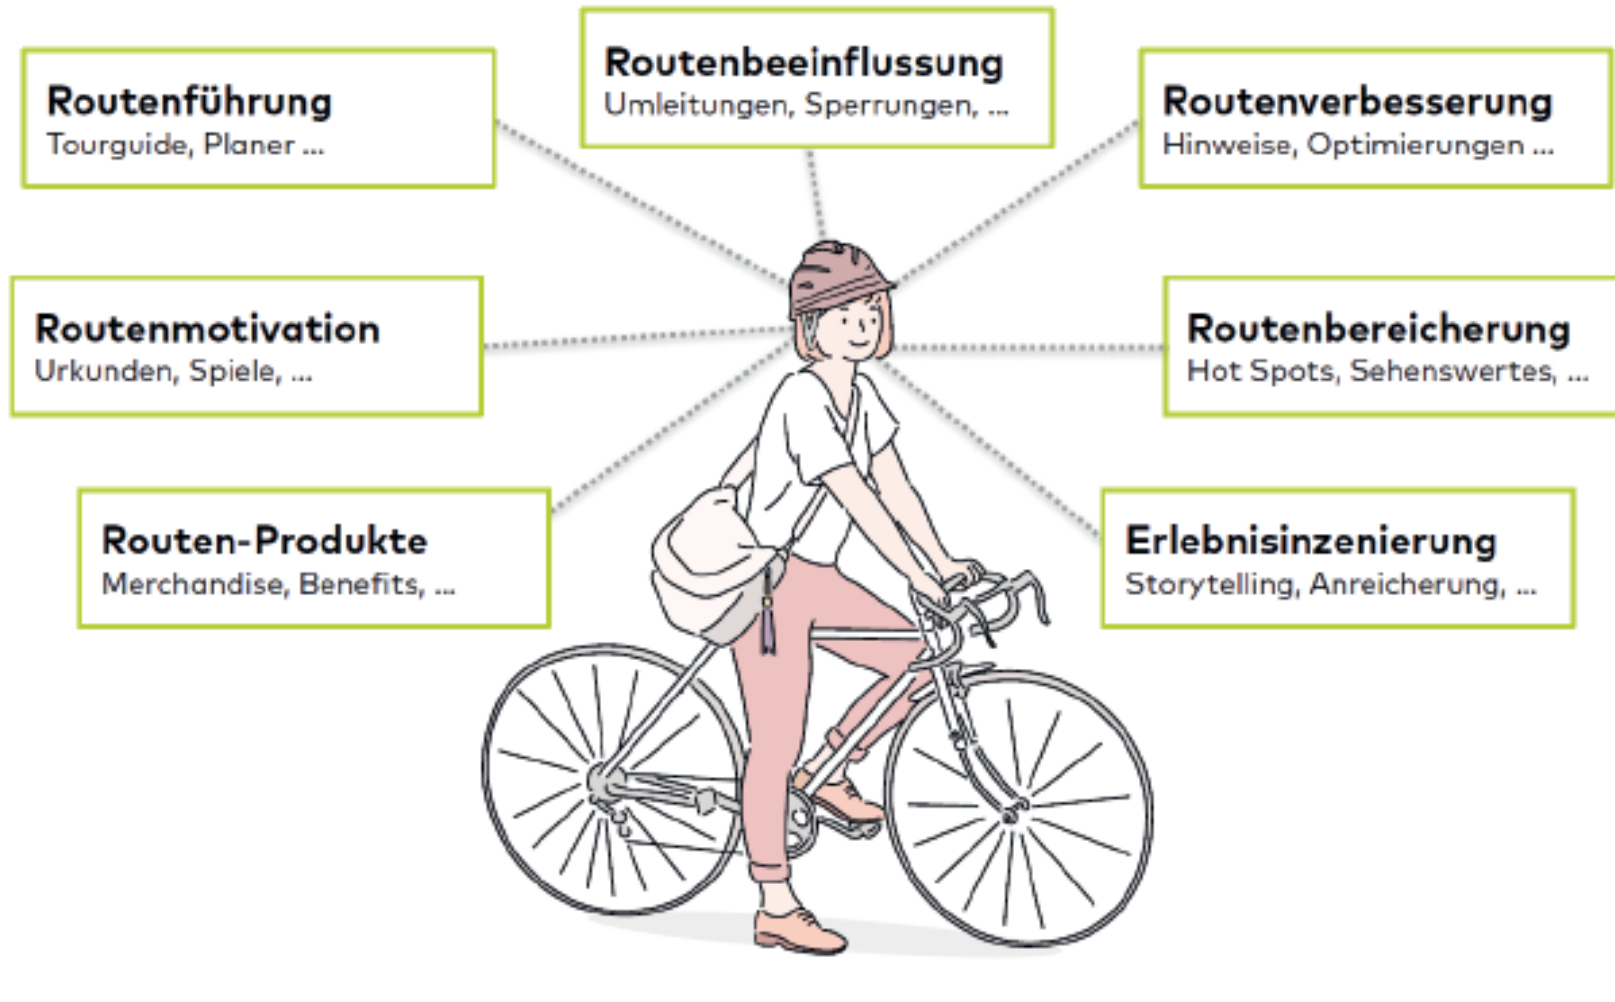 Routenführung
Tourguide, Planer ...
Routenbeeinflussung
Umleitungen, Sperrungen, ...
Routenverbesserung
Hinweise, Optimierungen ...
Routenmotivation
Urkunden, Spiele, ...
Routenbereicherung
Hot Spots, Sehenswertes, ...
Routen-Produkte
Merchandise, Benefits, ...
Erlebnisinzenierung
Storytelling, Anreicherung, ...